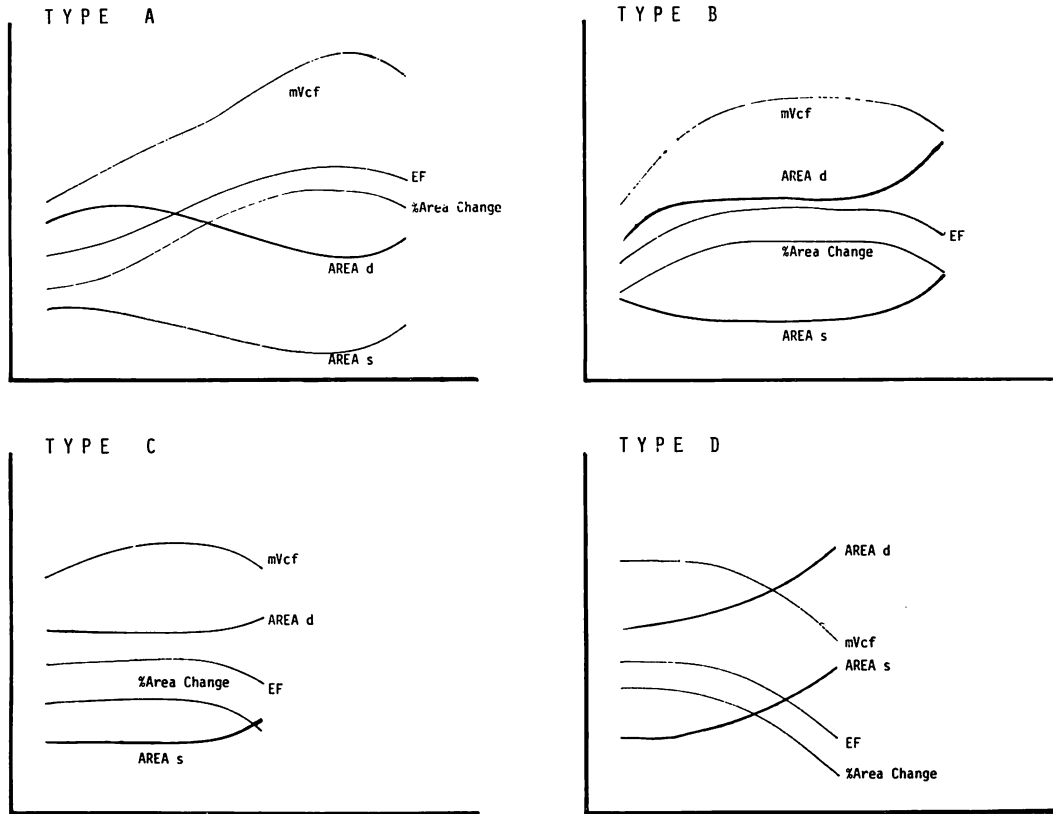 TYPE A
mVcf
EF
%Area Change
AREA d
AREA s
TYPE B
mVcf
AREA d
EF
%Area Change
AREA s
TYPE C
mVcf
AREA d
%Area Change
EF
AREA s
TYPE D
AREA d
mVcf
AREA s
EF
%Area Change